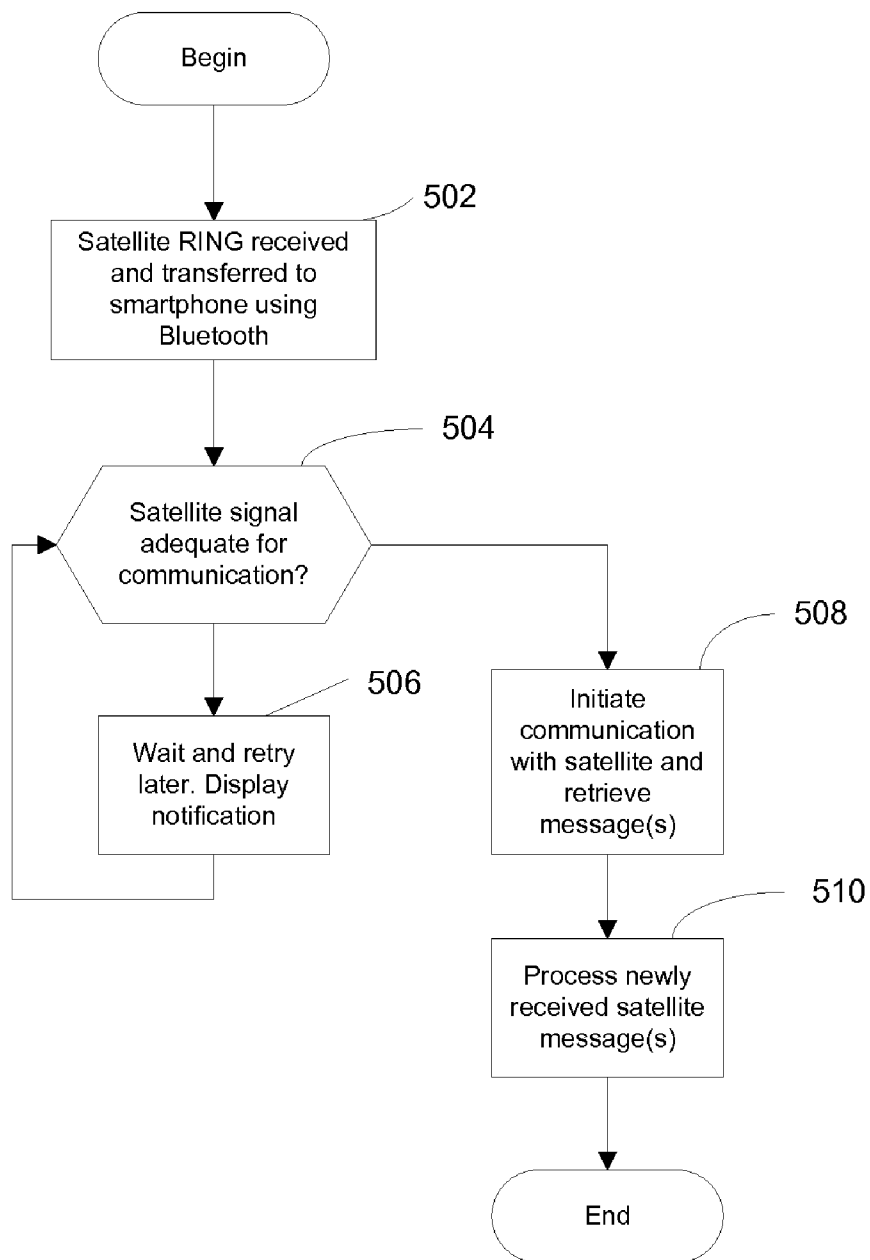 Begin
502
Satellite RING received
and transferred to
smartphone using
Bluetooth
504
Satellite signal
adequate for
communication?
506
Wait and retry
later. Display
notification
508
Initiate
communication
with satellite and
retrieve
message(s)
510
Process newly
received satellite
message(s)
End